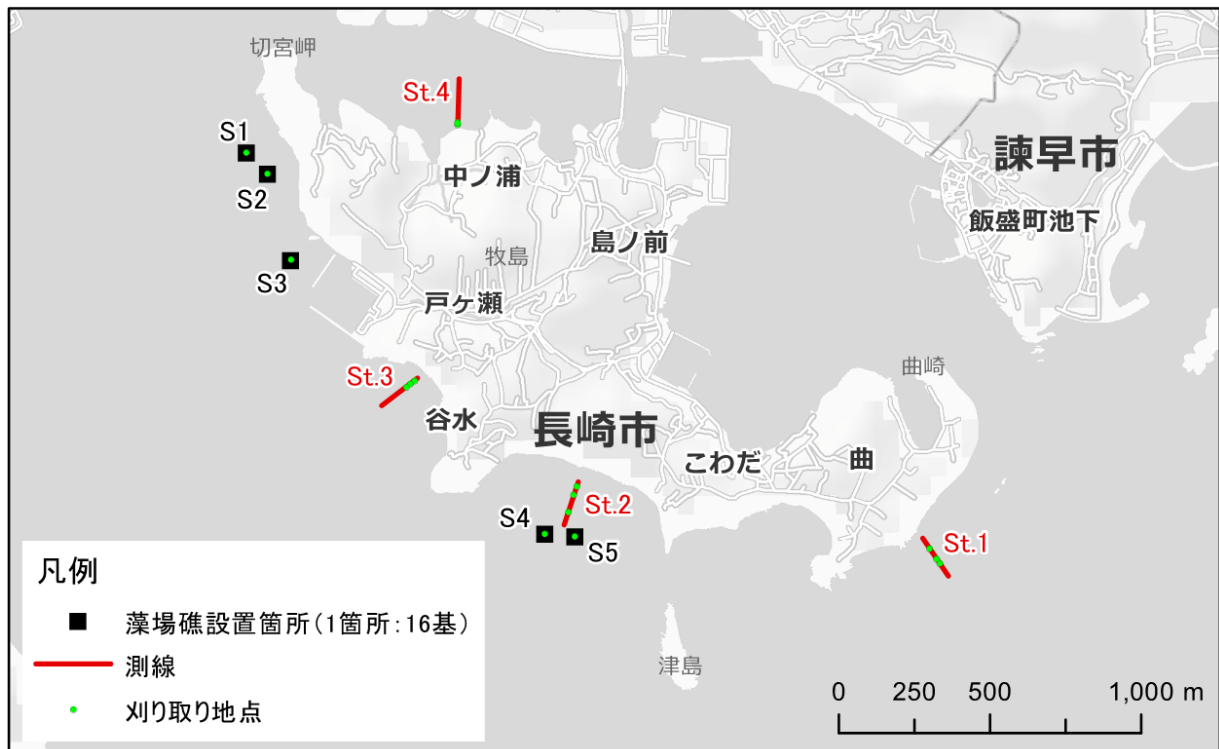 切宮岬
St.4
S1
諫早市
中ノ浦
S2
飯盛町池下
島ノ前
牧島
S3
戸ヶ瀬
曲崎
St.3
谷水
長崎市
こわだ
曲
St.2
S4
S5
St.1
凡例
藻場礁設置箇所(1箇所:16基)
測線
刈り取り地点
津島
0 250 500 1,000 m